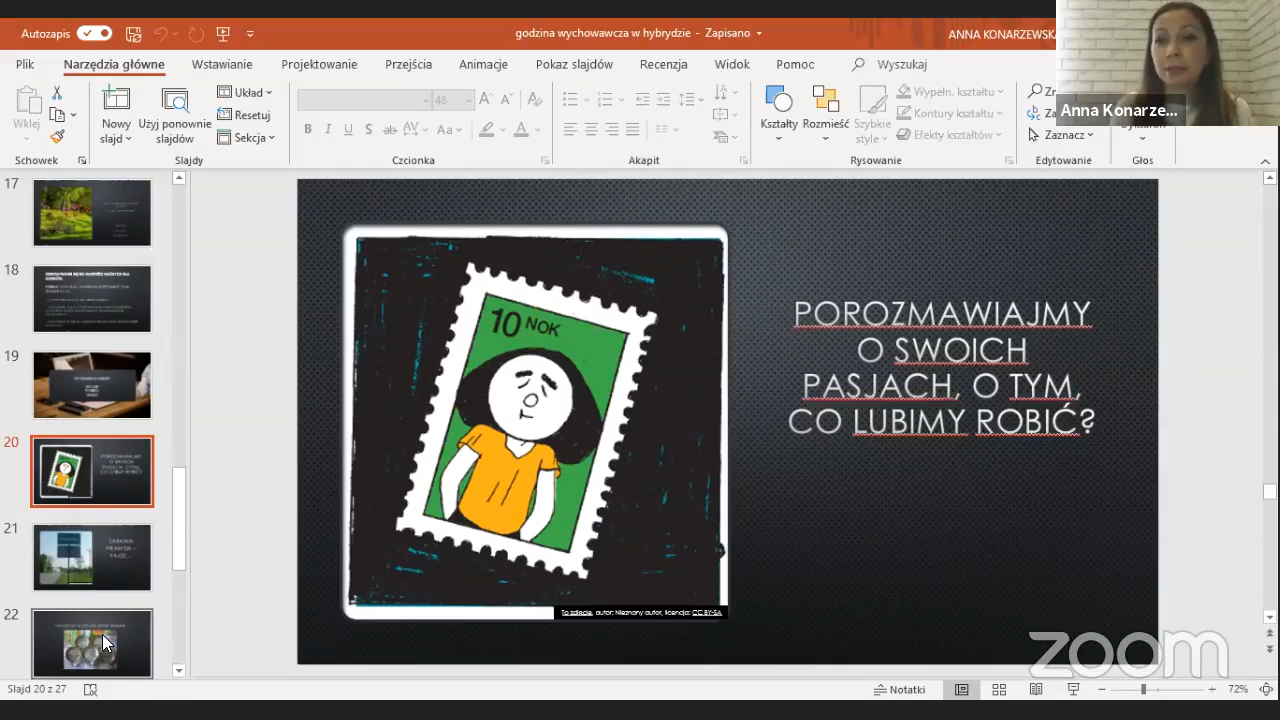 Autozapis
godzina wychowawcza w hybrydzie - Zapisano
ANNA KONARZEWSKA
Plik
Narzędzia główne
Wstawianie
Projektowanie
Przejścia
Animacje
Pokaz slajdów
Recenzja
Widok
Pomoc
Wyszukaj
Anna Konarze...
Wklej
Nowy slajd
Użyj ponownie slajdów
Układ
Resetuj
Sekcja
48
Kształty
Rozmieść
Szybkie style
Wypełn. kształtu
Kontury kształtu
Efekty kształtów
Zaznacz
Schowek
Slajdy
Czcionka
Akapit
Rysowanie
Edytowanie
Głos
17
18
19
20
21
22
10 NOK
POROZMAWIAJMY
O SWOICH
PASJACH, O TYM,
CO LUBIMY ROBIĆ?
To zdjęcie, autor: Nieznany autor, licencja: CC BY-SA
zoom
Slajd 20 z 27
Notatki
72%